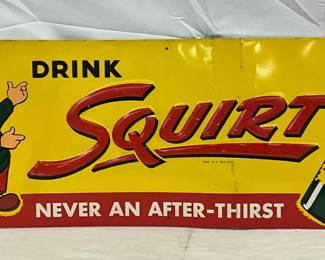 DRINK
SQUIRT
NEVER AN AFTER-THIRST